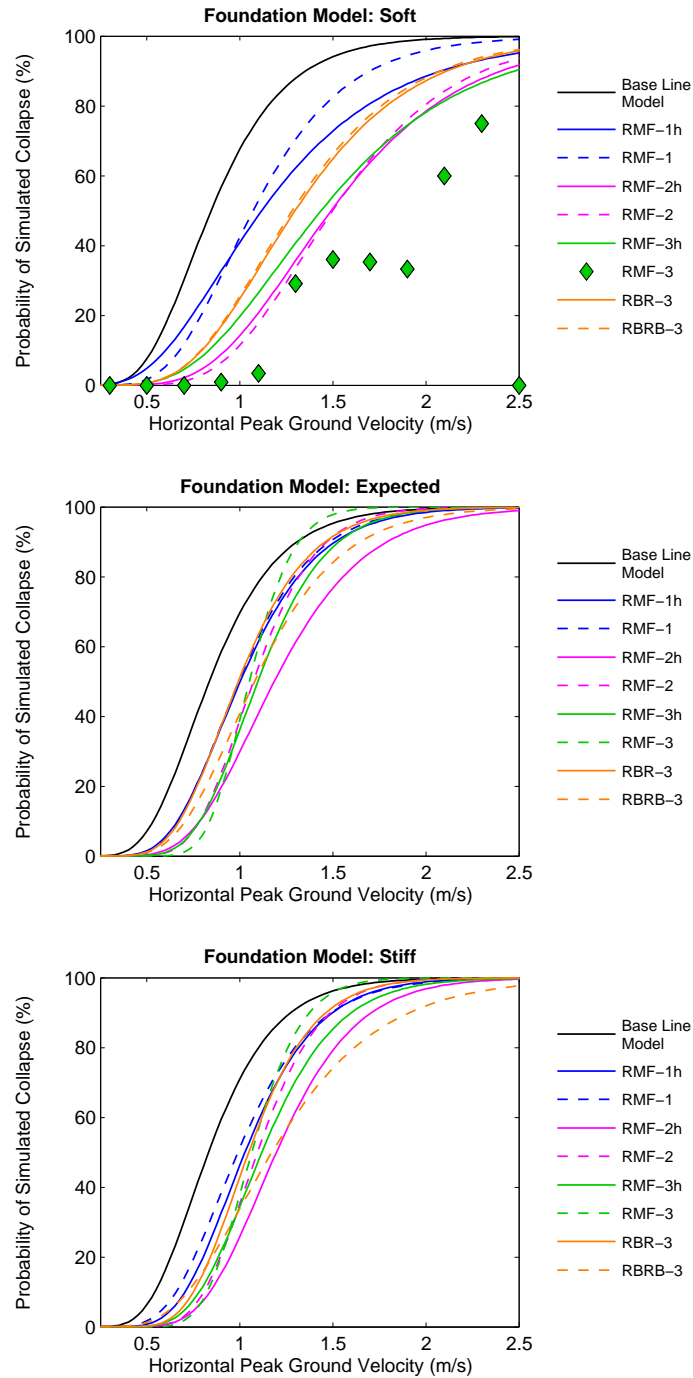 Foundation Model: Soft
100
80
60
40
20
0
0.5
1
1.5
2
2.5
Probability of Simulated Collapse (%)
Horizontal Peak Ground Velocity (m/s)
Base Line
Model
RMF−1h
RMF−1
RMF−2h
RMF−2
RMF−3h
RMF−3
RBR−3
RBRB−3
Foundation Model: Expected
100
80
60
40
20
0
0.5
1
1.5
2
2.5
Probability of Simulated Collapse (%)
Horizontal Peak Ground Velocity (m/s)
Base Line
Model
RMF−1h
RMF−1
RMF−2h
RMF−2
RMF−3h
RMF−3
RBR−3
RBRB−3
Foundation Model: Stiff
100
80
60
40
20
0
0.5
1
1.5
2
2.5
Probability of Simulated Collapse (%)
Horizontal Peak Ground Velocity (m/s)
Base Line
Model
RMF−1h
RMF−1
RMF−2h
RMF−2
RMF−3h
RMF−3
RBR−3
RBRB−3